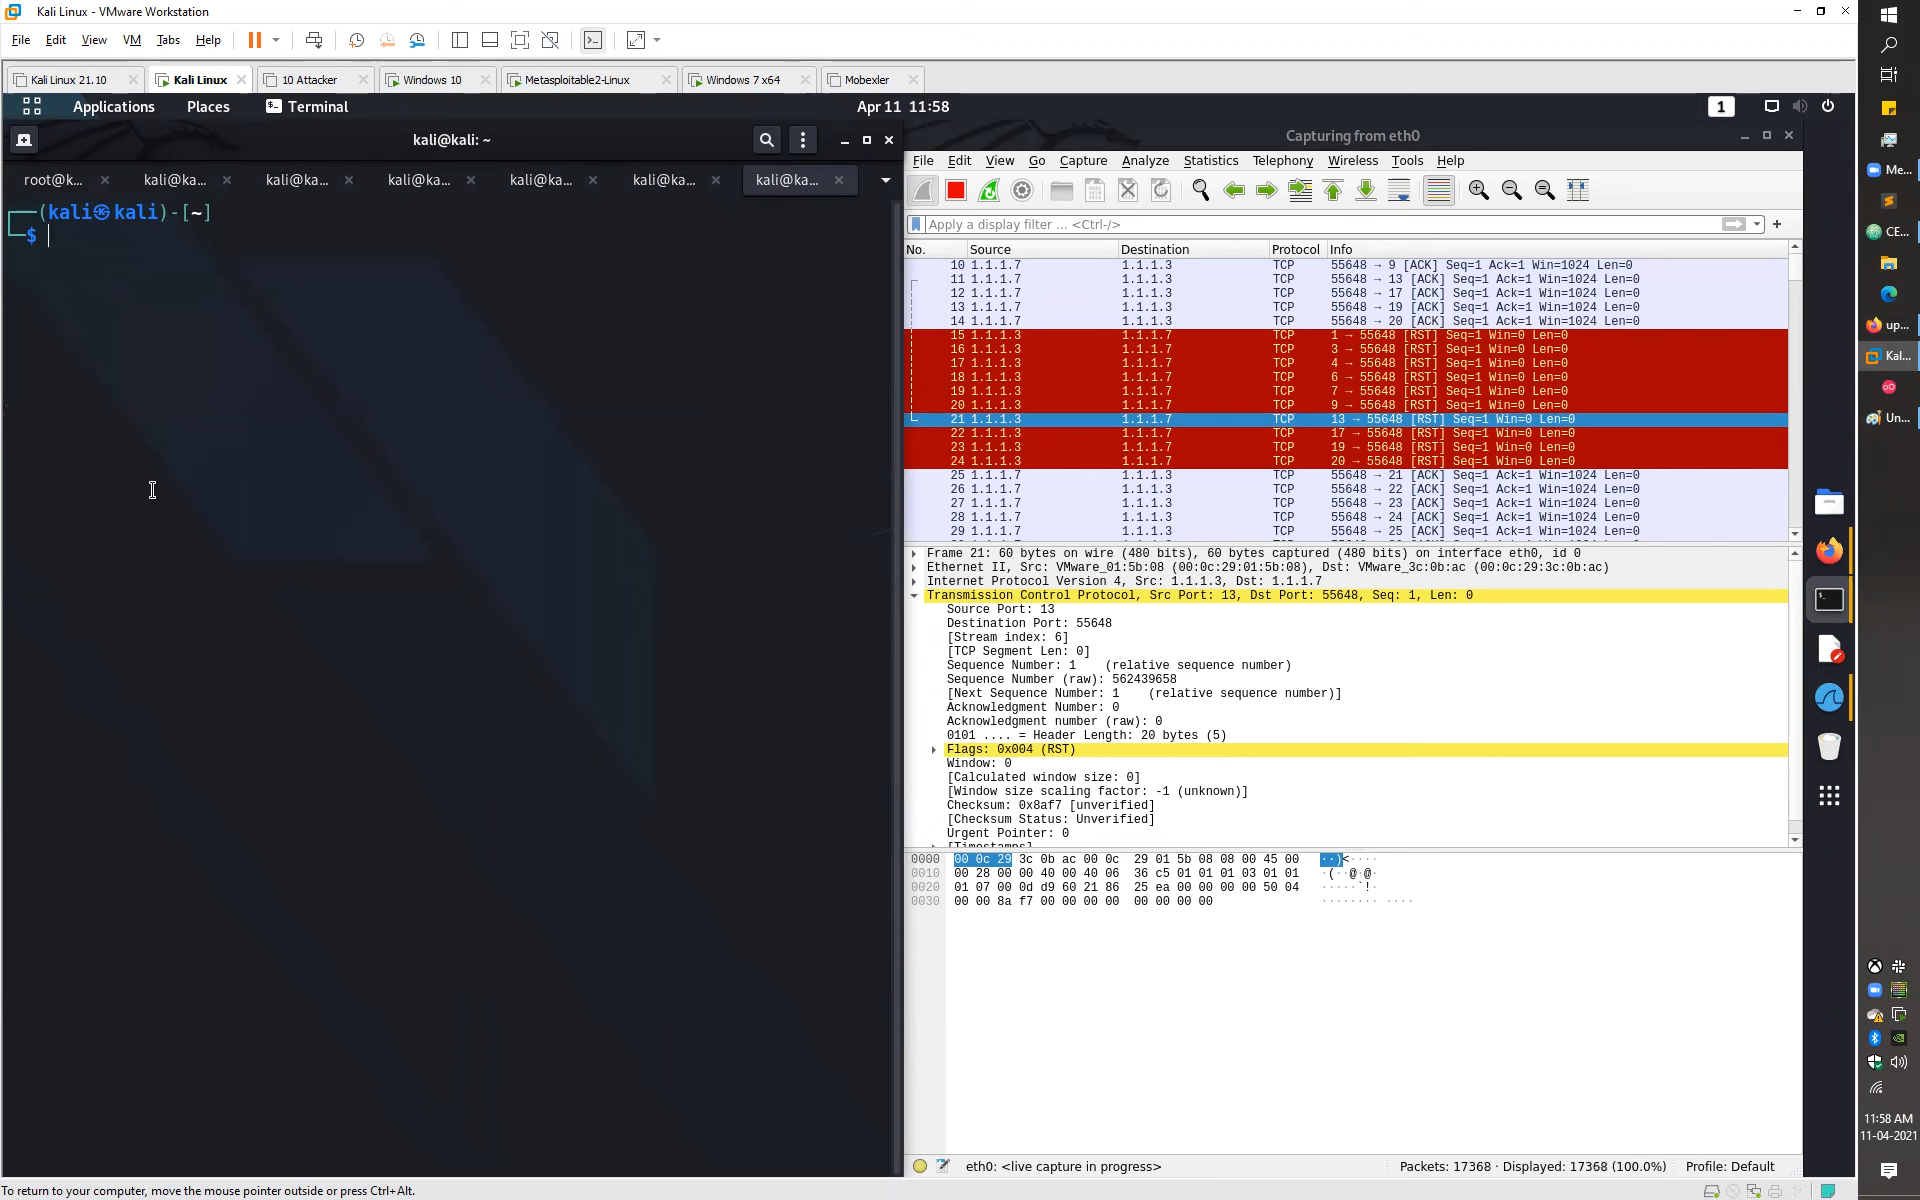 Kali Linux - VMware Workstation
File Edit View VM Tabs Help
Kali Linux 21.10 Kali Linux 10 Attacker Windows 10 Metasploitable2-Linux Windows 7 x64 Mobexler
Applications Places Terminal Apr 11 11:58 1
kali@kali: ~
root@k... kali@ka... kali@ka... kali@ka... kali@ka... kali@ka... kali@ka...
(kali㉿kali)-[~]
$
Capturing from eth0
File Edit View Go Capture Analyze Statistics Telephony Wireless Tools Help
Apply a display filter ... <Ctrl-/>
No. Source Destination Protocol Info
10 1.1.1.7 1.1.1.3 TCP 55648 → 9 [ACK] Seq=1 Ack=1 Win=1024 Len=0
11 1.1.1.7 1.1.1.3 TCP 55648 → 13 [ACK] Seq=1 Ack=1 Win=1024 Len=0
12 1.1.1.7 1.1.1.3 TCP 55648 → 17 [ACK] Seq=1 Ack=1 Win=1024 Len=0
13 1.1.1.7 1.1.1.3 TCP 55648 → 19 [ACK] Seq=1 Ack=1 Win=1024 Len=0
14 1.1.1.7 1.1.1.3 TCP 55648 → 20 [ACK] Seq=1 Ack=1 Win=1024 Len=0
15 1.1.1.3 1.1.1.7 TCP 1 → 55648 [RST] Seq=1 Win=0 Len=0
16 1.1.1.3 1.1.1.7 TCP 3 → 55648 [RST] Seq=1 Win=0 Len=0
17 1.1.1.3 1.1.1.7 TCP 4 → 55648 [RST] Seq=1 Win=0 Len=0
18 1.1.1.3 1.1.1.7 TCP 6 → 55648 [RST] Seq=1 Win=0 Len=0
19 1.1.1.3 1.1.1.7 TCP 7 → 55648 [RST] Seq=1 Win=0 Len=0
20 1.1.1.3 1.1.1.7 TCP 9 → 55648 [RST] Seq=1 Win=0 Len=0
21 1.1.1.3 1.1.1.7 TCP 13 → 55648 [RST] Seq=1 Win=0 Len=0
22 1.1.1.3 1.1.1.7 TCP 17 → 55648 [RST] Seq=1 Win=0 Len=0
23 1.1.1.3 1.1.1.7 TCP 19 → 55648 [RST] Seq=1 Win=0 Len=0
24 1.1.1.3 1.1.1.7 TCP 20 → 55648 [RST] Seq=1 Win=0 Len=0
25 1.1.1.7 1.1.1.3 TCP 55648 → 21 [ACK] Seq=1 Ack=1 Win=1024 Len=0
26 1.1.1.7 1.1.1.3 TCP 55648 → 22 [ACK] Seq=1 Ack=1 Win=1024 Len=0
27 1.1.1.7 1.1.1.3 TCP 55648 → 23 [ACK] Seq=1 Ack=1 Win=1024 Len=0
28 1.1.1.7 1.1.1.3 TCP 55648 → 24 [ACK] Seq=1 Ack=1 Win=1024 Len=0
29 1.1.1.7 1.1.1.3 TCP 55648 → 25 [ACK] Seq=1 Ack=1 Win=1024 Len=0
Frame 21: 60 bytes on wire (480 bits), 60 bytes captured (480 bits) on interface eth0, id 0
Ethernet II, Src: VMware_01:5b:08 (00:0c:29:01:5b:08), Dst: VMware_3c:0b:ac (00:0c:29:3c:0b:ac)
Internet Protocol Version 4, Src: 1.1.1.3, Dst: 1.1.1.7
Transmission Control Protocol, Src Port: 13, Dst Port: 55648, Seq: 1, Len: 0
Source Port: 13
Destination Port: 55648
[Stream index: 6]
[TCP Segment Len: 0]
Sequence Number: 1 (relative sequence number)
Sequence Number (raw): 562439658
[Next Sequence Number: 1 (relative sequence number)]
Acknowledgment Number: 0
Acknowledgment number (raw): 0
0101 .... = Header Length: 20 bytes (5)
Flags: 0x004 (RST)
Window: 0
[Calculated window size: 0]
[Window size scaling factor: -1 (unknown)]
Checksum: 0x8af7 [unverified]
[Checksum Status: Unverified]
Urgent Pointer: 0
[Timestamps]
0000 00 0c 29 3c 0b ac 00 0c 29 01 5b 08 08 00 45 00 ··)<····
0010 00 28 00 00 40 00 40 06 36 c5 01 01 01 03 01 01 ·(··@·@·
0020 01 07 00 0d d9 60 21 86 25 ea 00 00 00 00 50 04 ·····`!·
0030 00 00 8a f7 00 00 00 00 00 00 00 00 ········ ····
eth0: <live capture in progress> Packets: 17368 · Displayed: 17368 (100.0%) Profile: Default
To return to your computer, move the mouse pointer outside or press Ctrl+Alt.
Me...
CE...
up...
Kal...
Un...
11:58 AM
11-04-2021